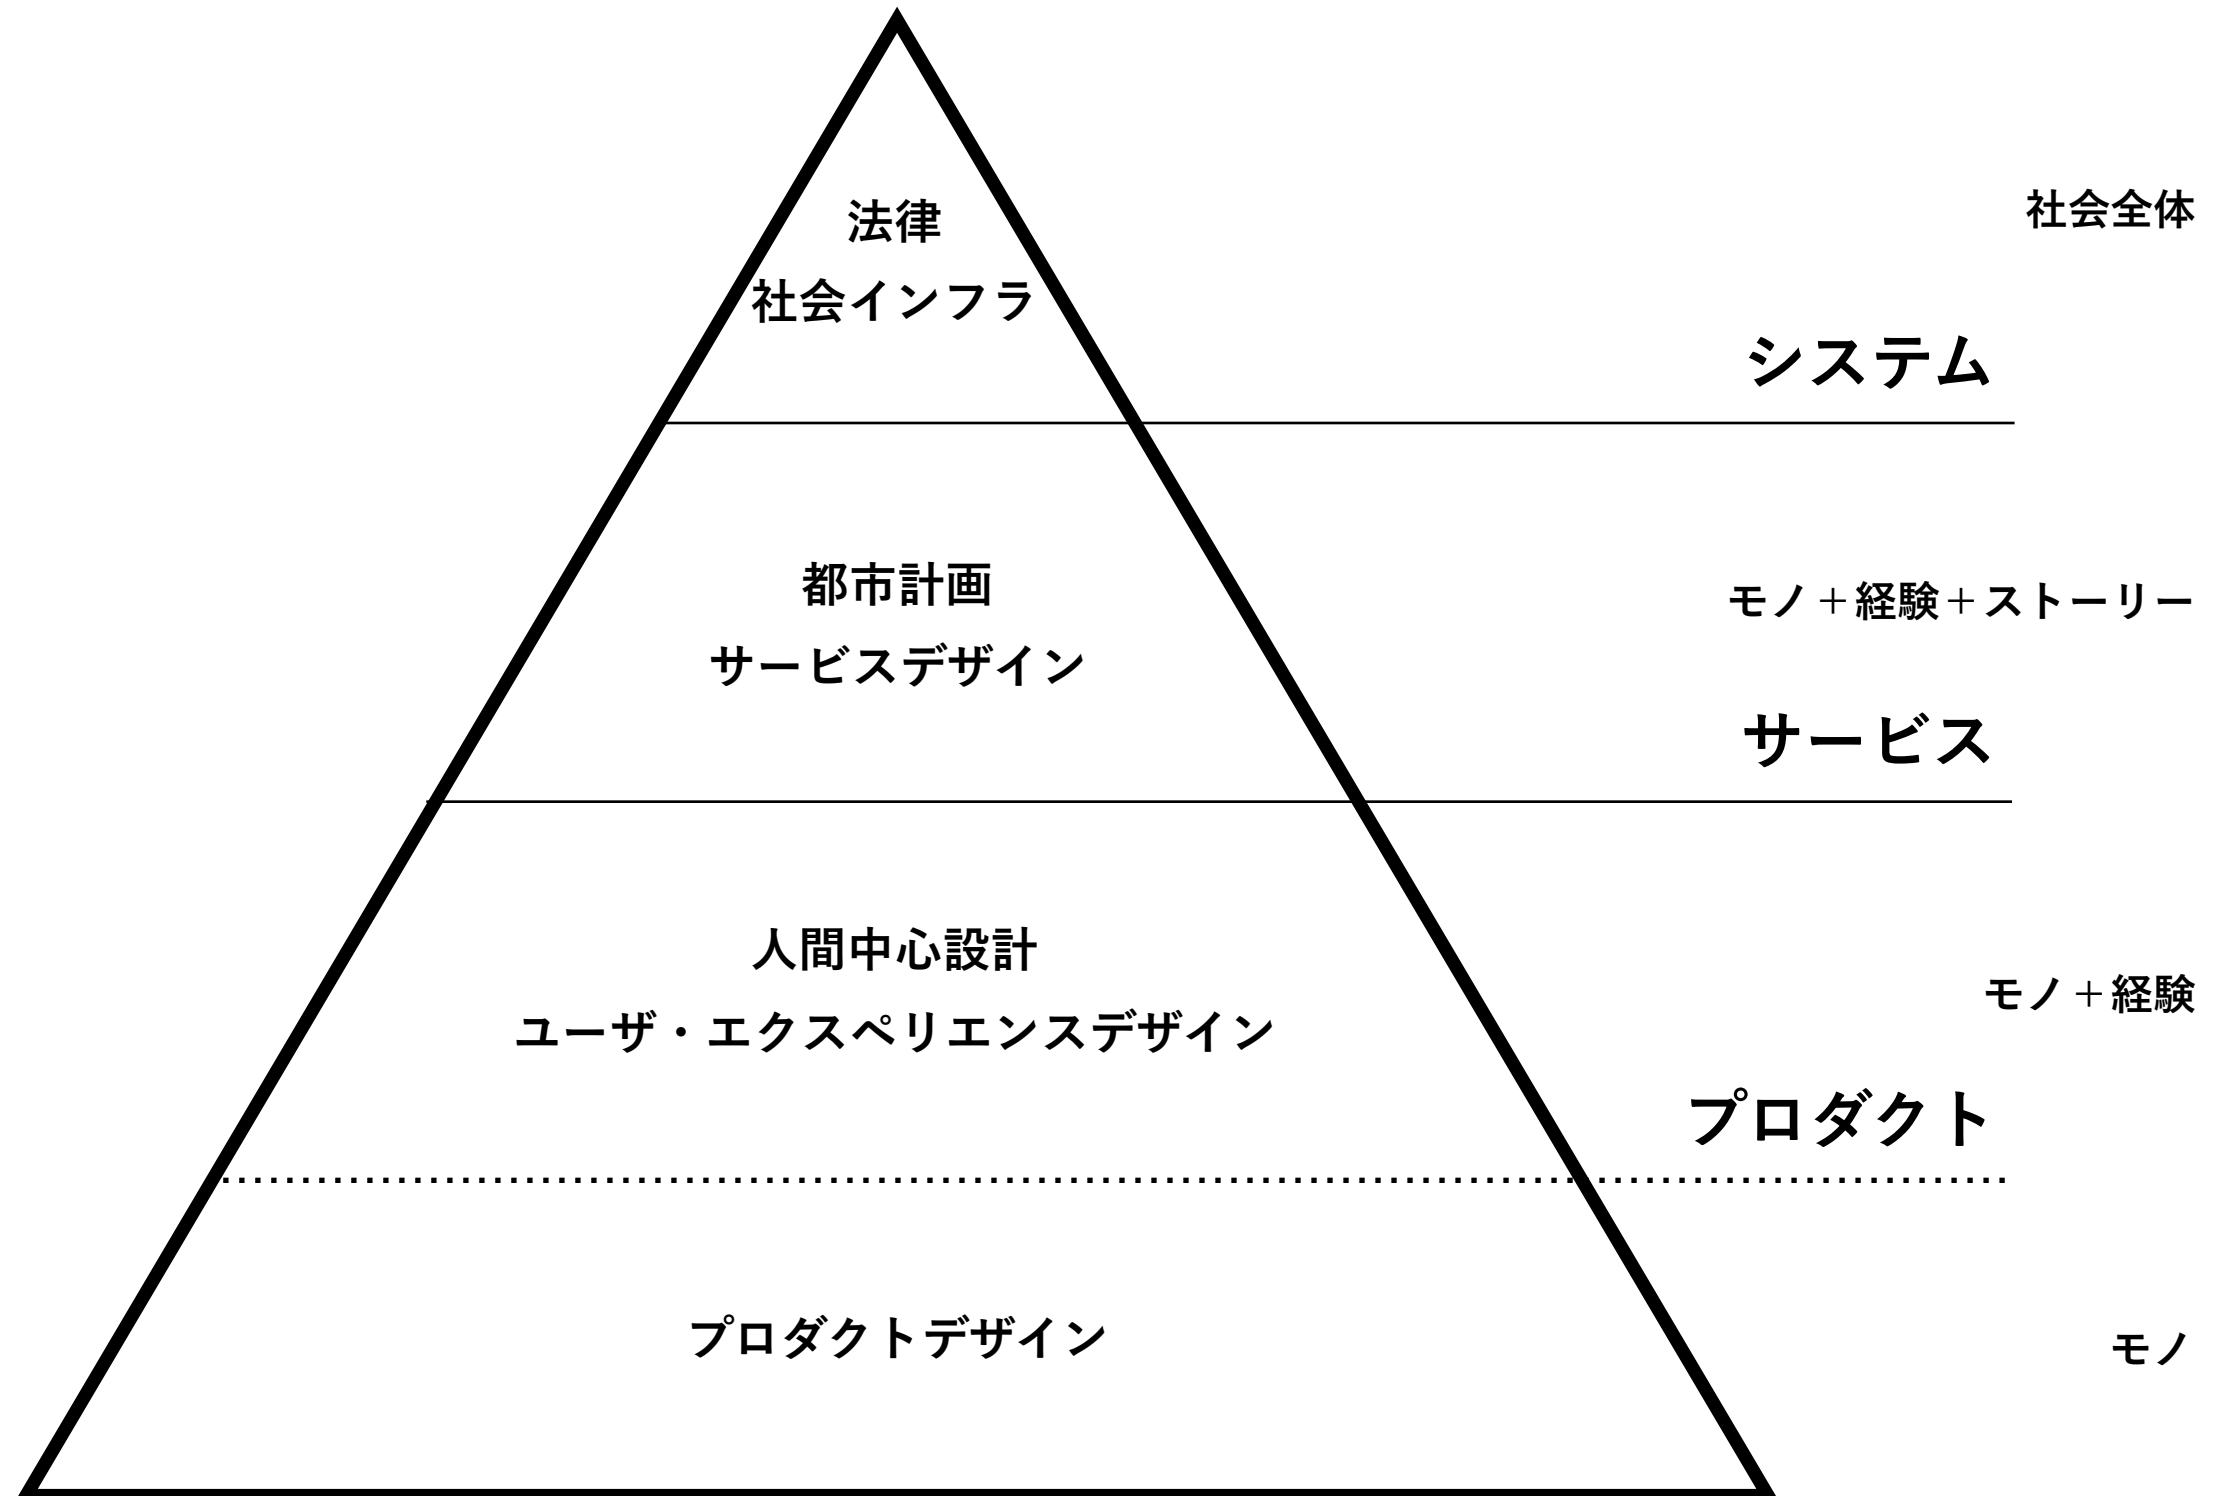 法律
社会インフラ
社会全体
システム
都市計画
サービスデザイン
モノ＋経験＋ストーリー
サービス
人間中心設計
ユーザ・エクスペリエンスデザイン
モノ＋経験
プロダクト
プロダクトデザイン
モノ